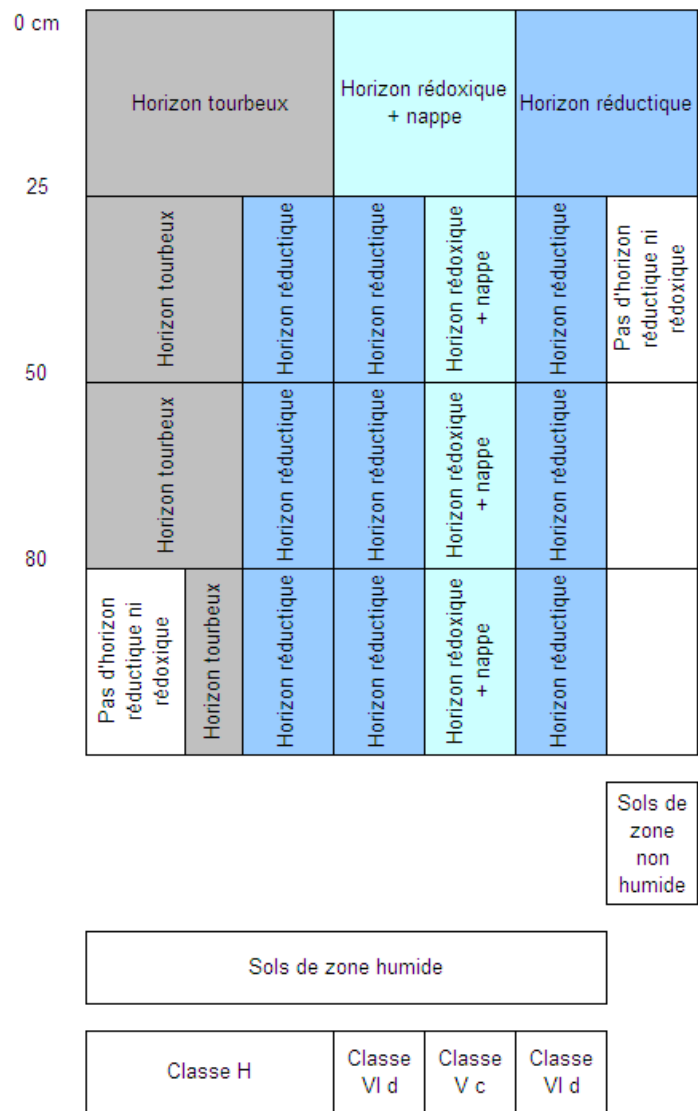 0 cm
Horizon tourbeux
Horizon rédoxique
+ nappe
Horizon réductique
25
Horizon tourbeux
Horizon réductique
Horizon réductique
Horizon rédoxique
+ nappe
Horizon réductique
Pas d'horizon
réductique ni
rédoxique
50
Horizon tourbeux
Horizon réductique
Horizon réductique
Horizon rédoxique
+ nappe
Horizon réductique
80
Pas d'horizon
réductique ni
rédoxique
Horizon tourbeux
Horizon réductique
Horizon réductique
Horizon rédoxique
+ nappe
Horizon réductique
Sols de
zone
non
humide
Sols de zone humide
Classe H
Classe
VI d
Classe
V c
Classe
VI d